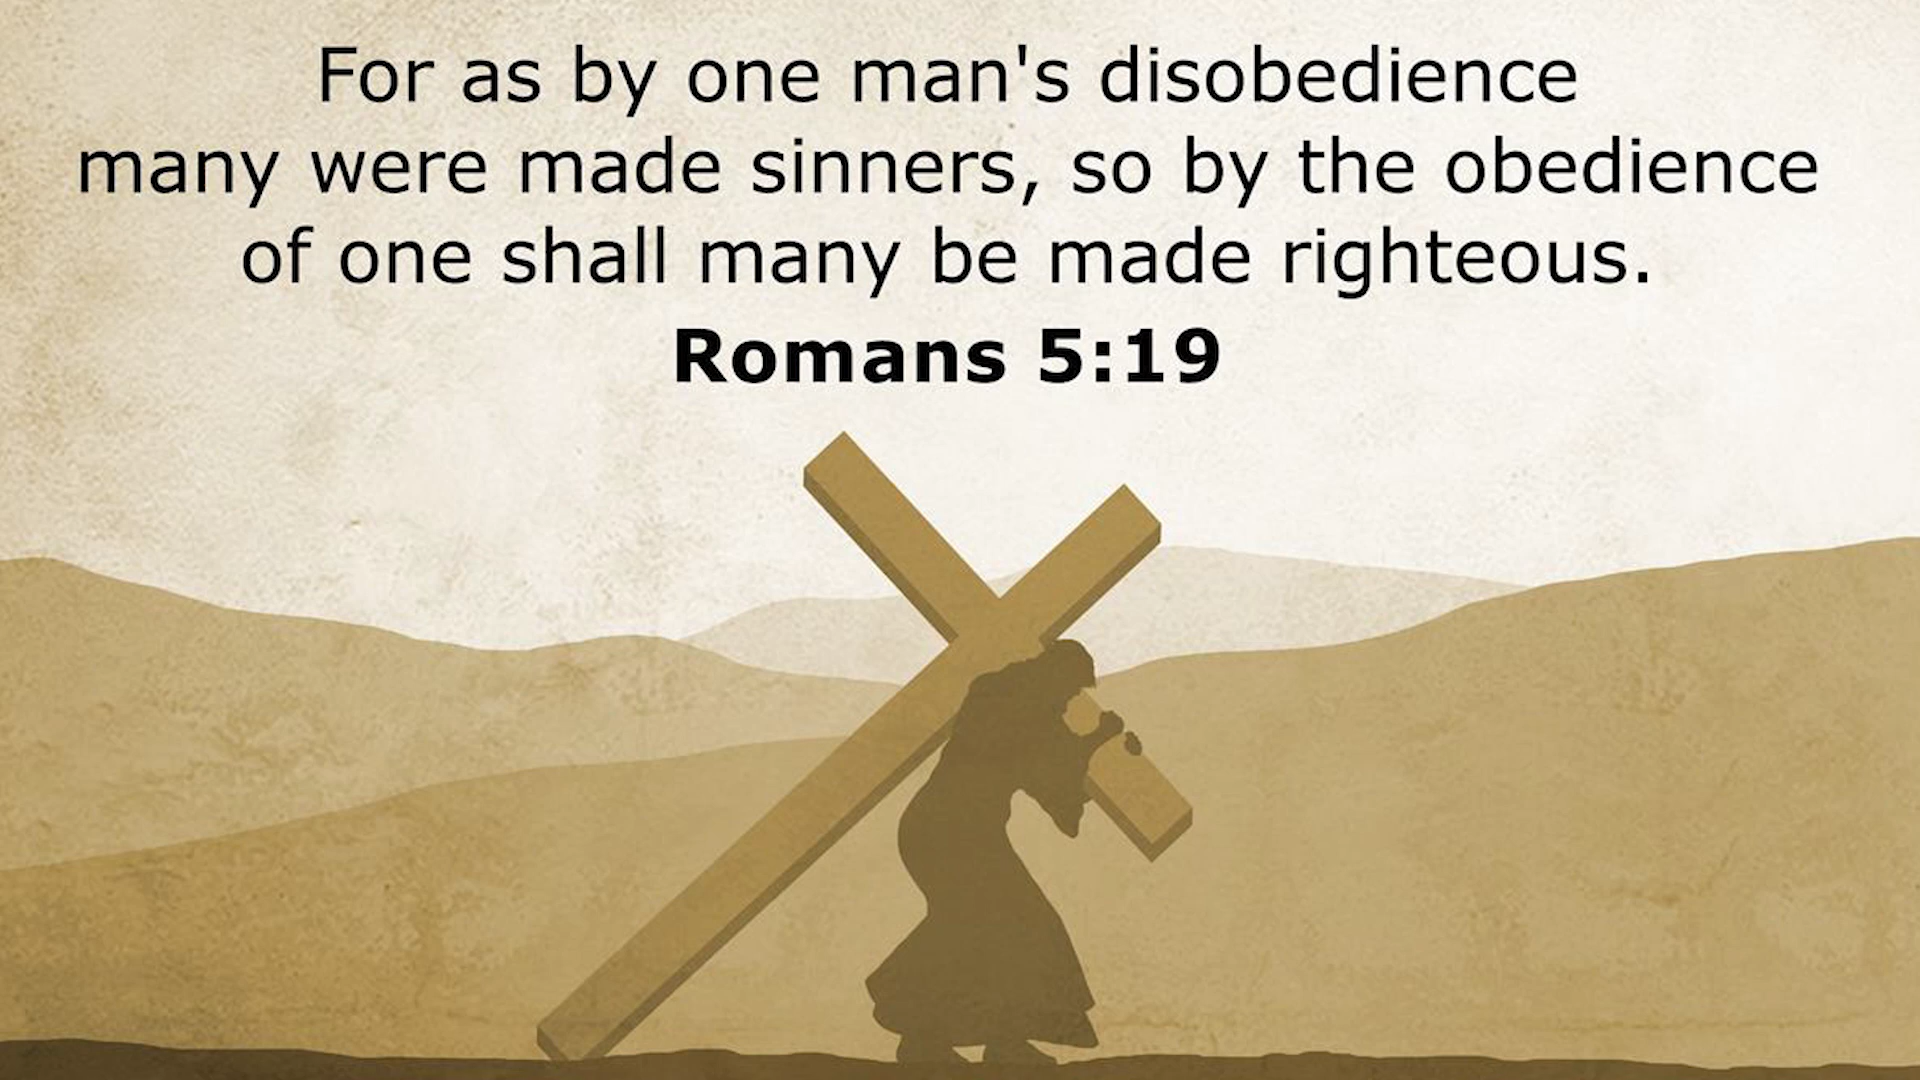 For as by one man's disobedience
many were made sinners, so by the obedience
of one shall many be made righteous.
Romans 5:19